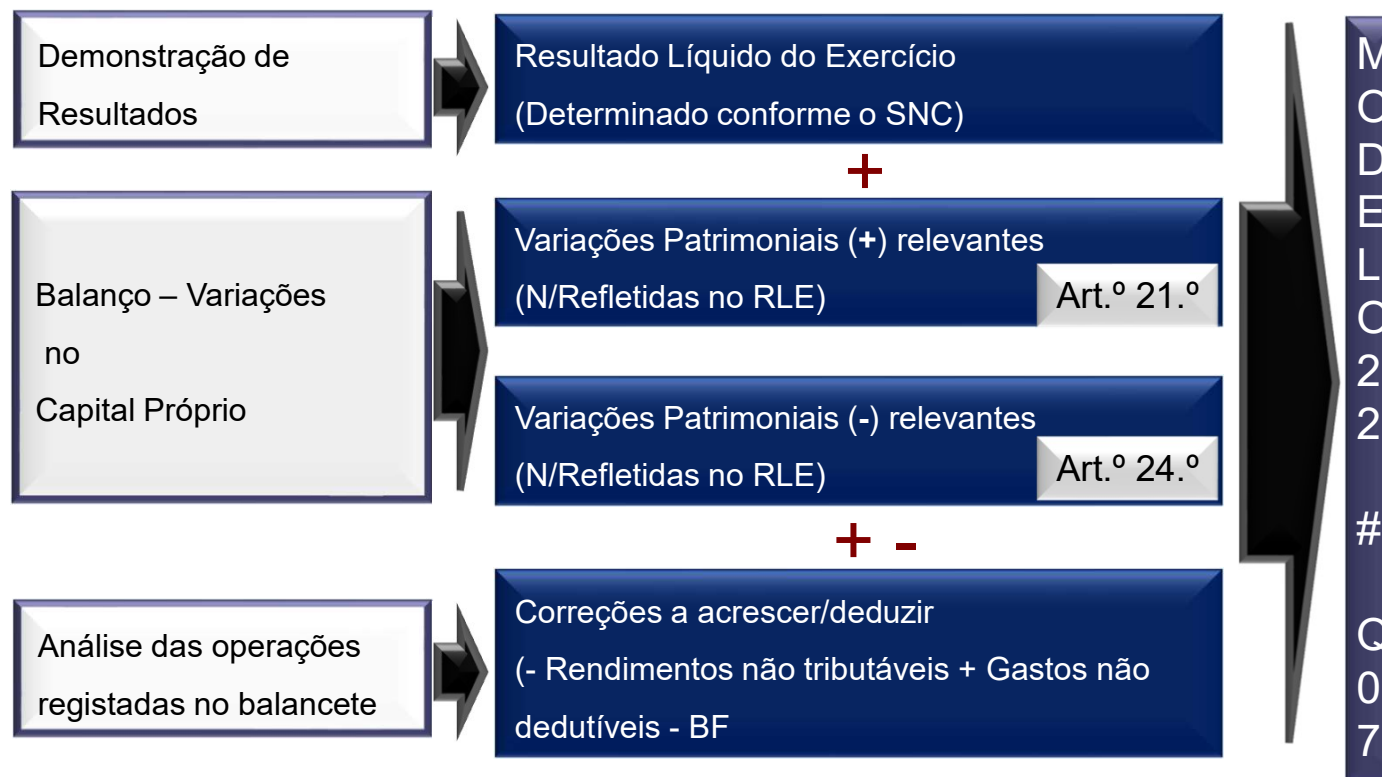 Demonstração de
Resultados
Resultado Líquido do Exercício
(Determinado conforme o SNC)
+
Balanço – Variações
no
Capital Próprio
Variações Patrimoniais (+) relevantes
(N/Refletidas no RLE)
Art.º 21.º
Variações Patrimoniais (-) relevantes
(N/Refletidas no RLE)
Art.º 24.º
+ -
Análise das operações
registadas no balancete
Correções a acrescer/deduzir
(- Rendimentos não tributáveis + Gastos não
dedutíveis - BF
M
O
D
E
L
O
2
2
#
Q
0
7